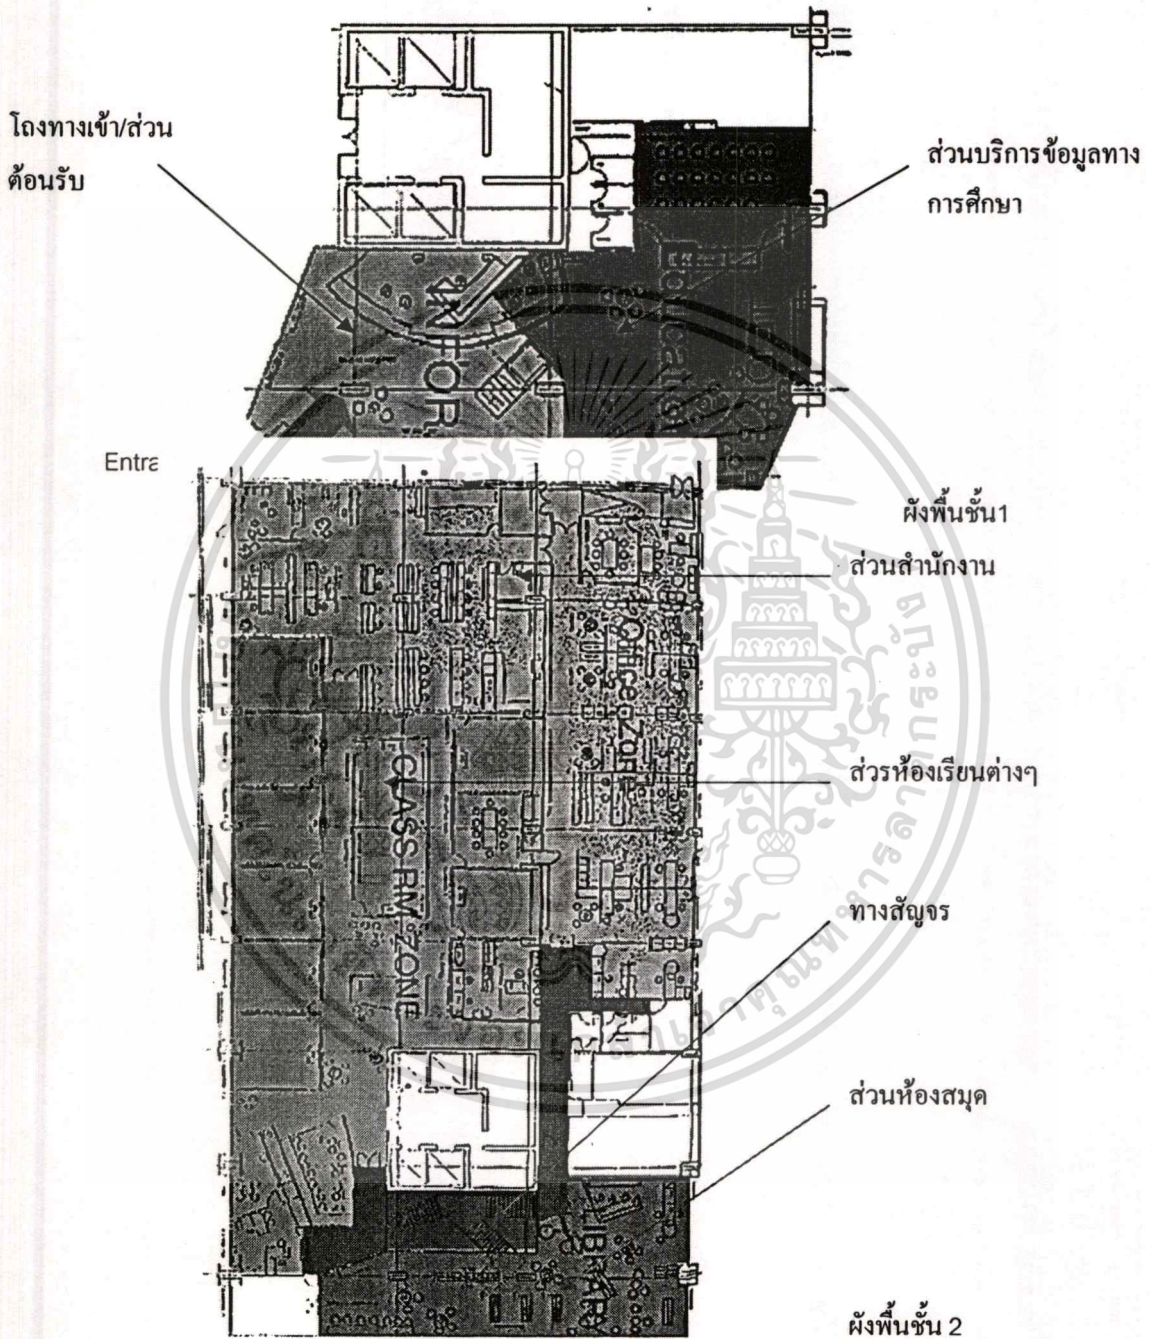 โถงทางเข้า/ส่วน
ต้อนรับ
ส่วนบริการข้อมูลทาง
การศึกษา
INFOR
Education
Entra
ผังพื้นชั้น1
ส่วนสำนักงาน
Office Zone
ส่วรห้องเรียนต่างๆ
CLASS RM ZONE
ทางสัญจร
ส่วนห้องสมุด
LIBRARY
ผังพื้นชั้น 2